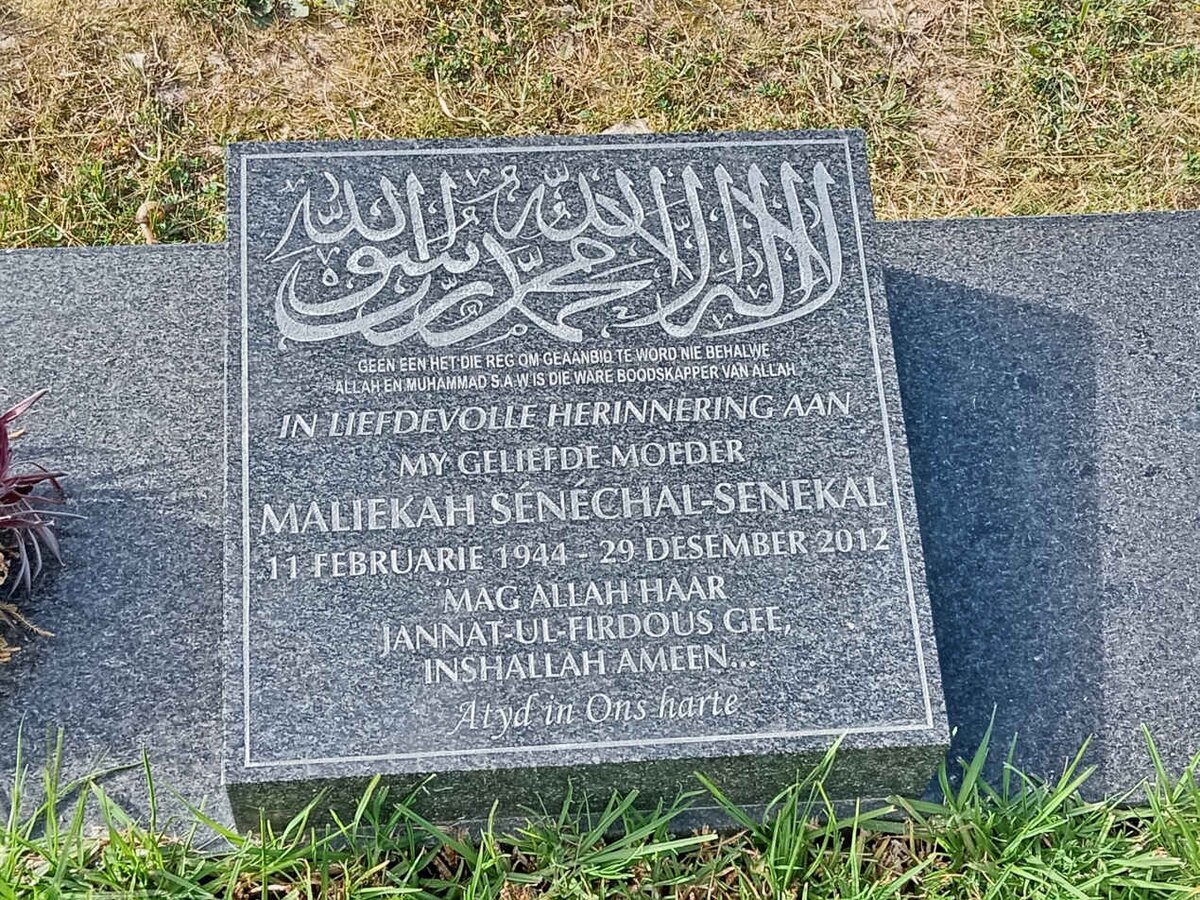 لا إله إلا الله محمد رسول الله
GEEN EEN HET DIE REG OM GEAANBID TE WORD NIE BEHALWE
ALLAH EN MUHAMMAD S.A.W IS DIE WARE BOODSKAPPER VAN ALLAH
IN LIEFDEVOLLE HERINNERING AAN
MY GELIEFDE MOEDER
MALIEKAH SÉNÉCHAL-SENEKAL
11 FEBRUARIE 1944 - 29 DESEMBER 2012
"MAG ALLAH HAAR
JANNAT-UL-FIRDOUS GEE,
INSHALLAH AMEEN...
Atyd in Ons harte